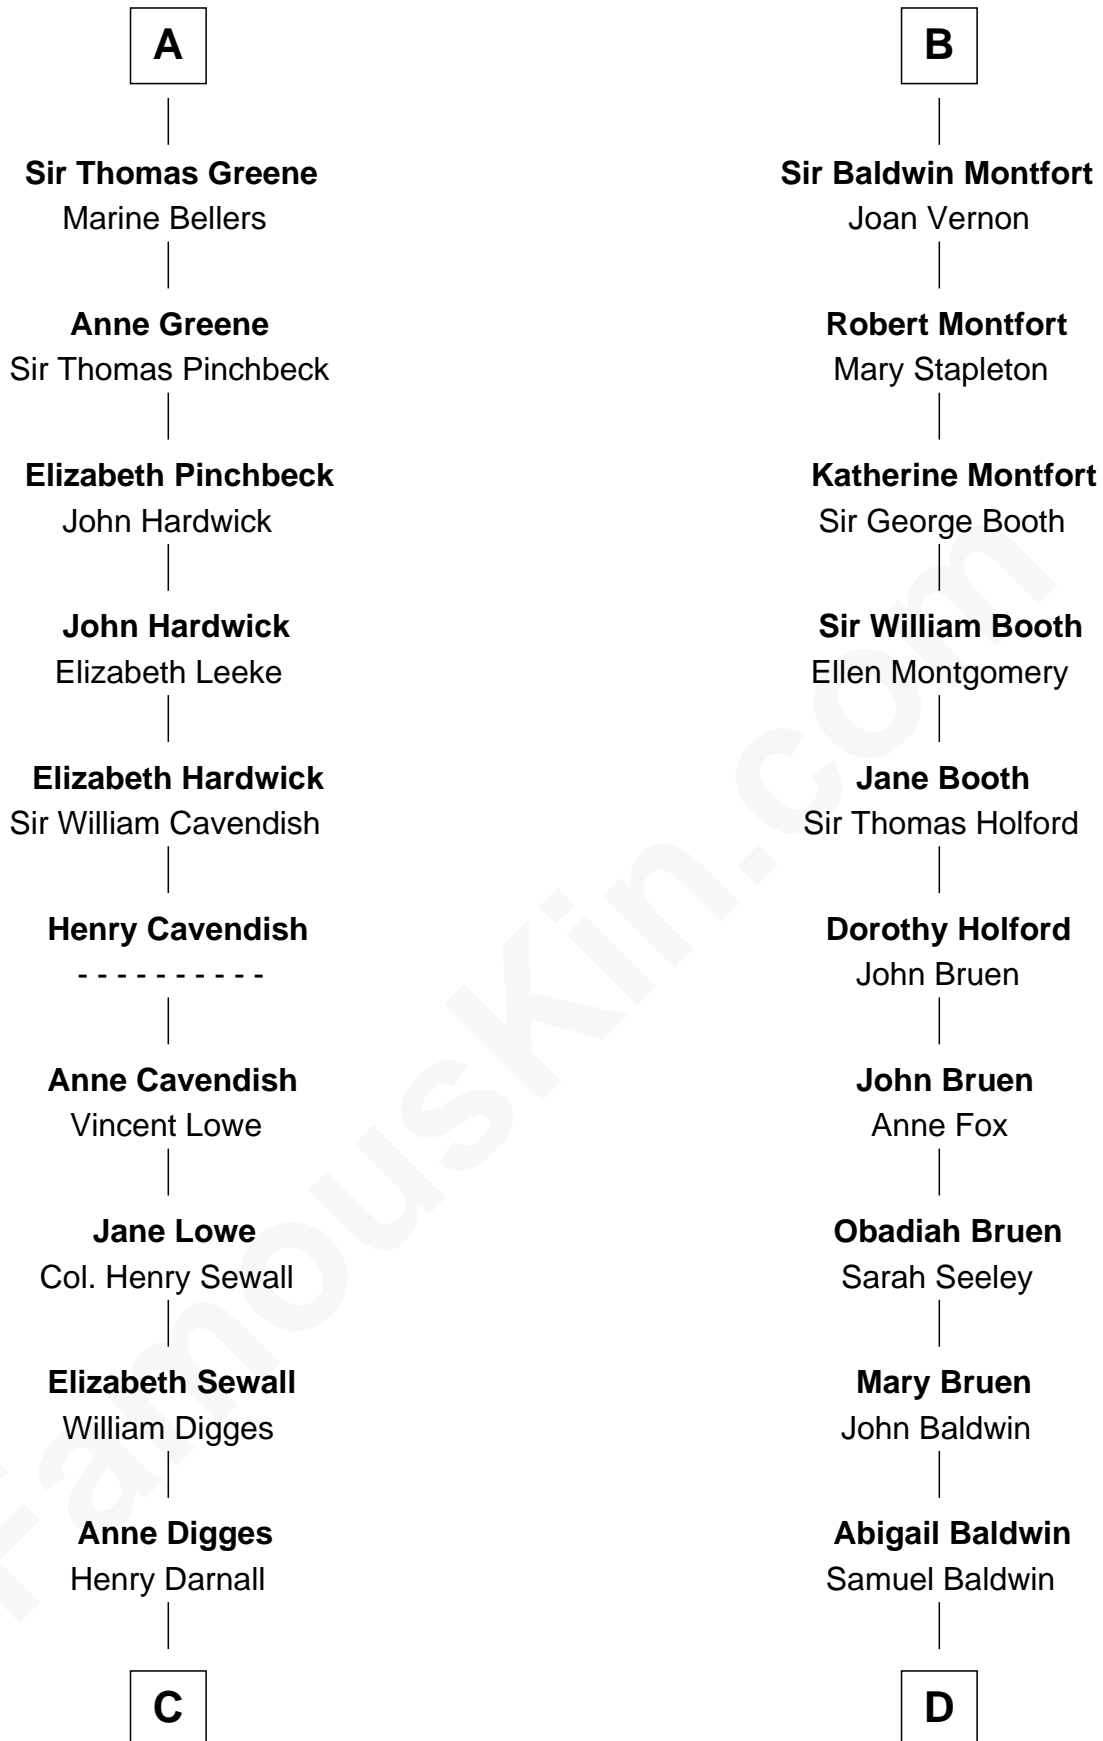 A
Sir Thomas Greene
Marine Bellers
Anne Greene
Sir Thomas Pinchbeck
Elizabeth Pinchbeck
John Hardwick
John Hardwick
Elizabeth Leeke
Elizabeth Hardwick
Sir William Cavendish
Henry Cavendish
- - - - - - - - - -
Anne Cavendish
Vincent Lowe
Jane Lowe
Col. Henry Sewall
Elizabeth Sewall
William Digges
Anne Digges
Henry Darnall
C
B
Sir Baldwin Montfort
Joan Vernon
Robert Montfort
Mary Stapleton
Katherine Montfort
Sir George Booth
Sir William Booth
Ellen Montgomery
Jane Booth
Sir Thomas Holford
Dorothy Holford
John Bruen
John Bruen
Anne Fox
Obadiah Bruen
Sarah Seeley
Mary Bruen
John Baldwin
Abigail Baldwin
Samuel Baldwin
D
FamousKin.com